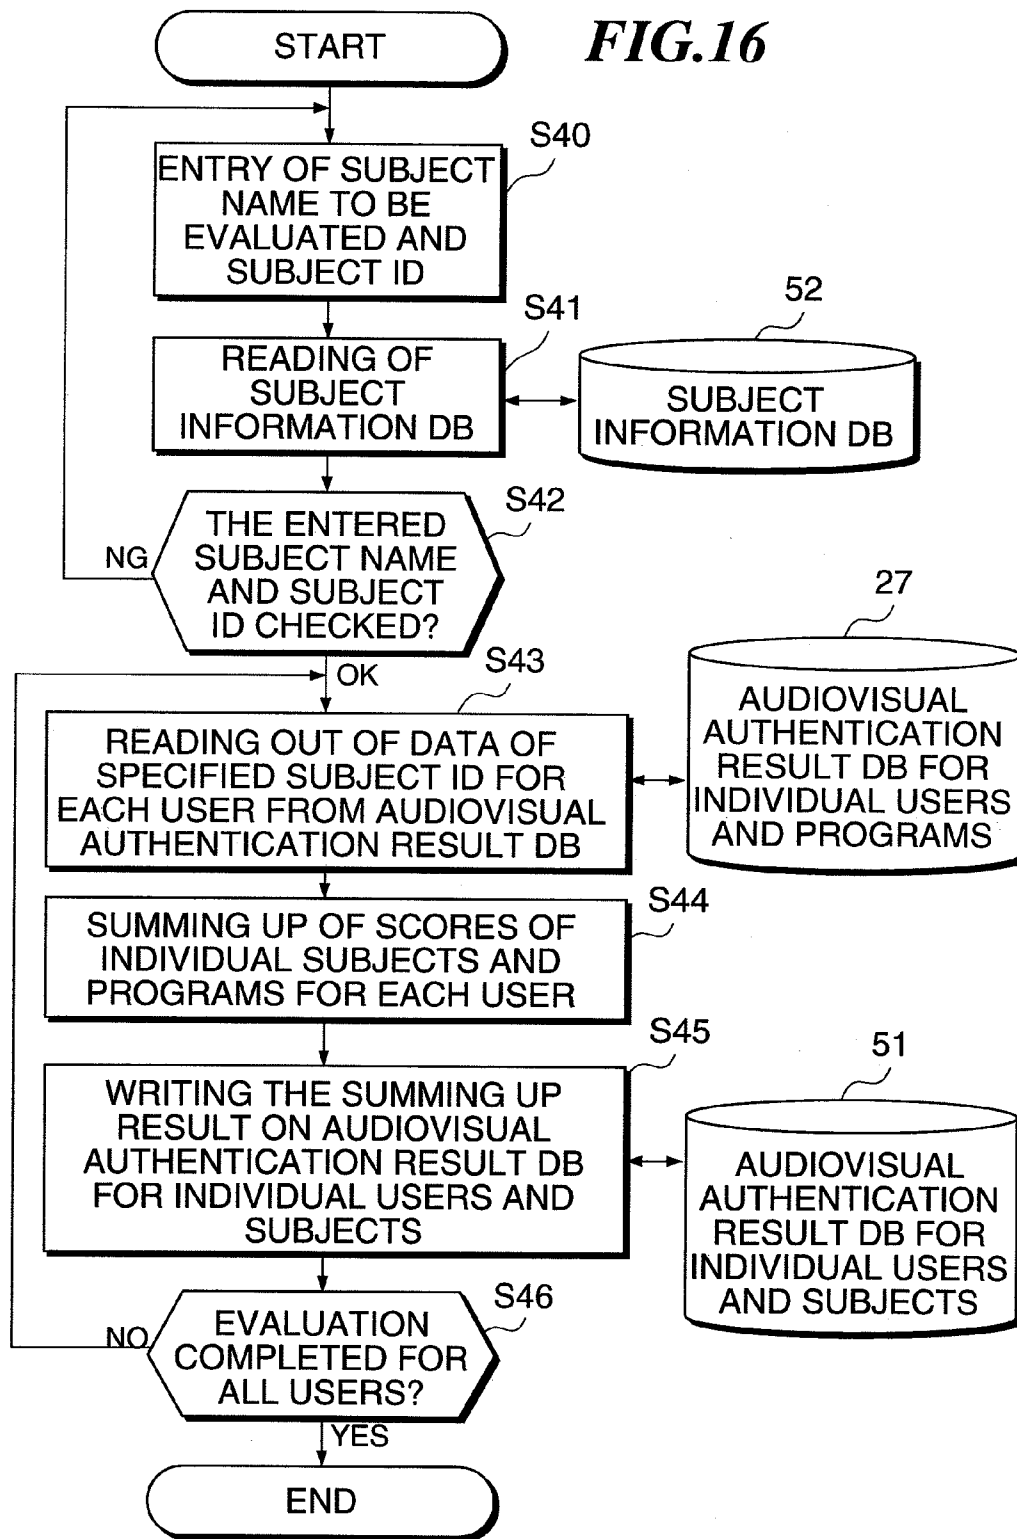 START
FIG.16
S40
ENTRY OF SUBJECT
NAME TO BE
EVALUATED AND
SUBJECT ID
S41
READING OF
SUBJECT
INFORMATION DB
52
SUBJECT
INFORMATION DB
S42
THE ENTERED
SUBJECT NAME
AND SUBJECT
ID CHECKED?
NG
OK
S43
READING OUT OF DATA OF
SPECIFIED SUBJECT ID FOR
EACH USER FROM AUDIOVISUAL
AUTHENTICATION RESULT DB
27
AUDIOVISUAL
AUTHENTICATION
RESULT DB FOR
INDIVIDUAL USERS
AND PROGRAMS
S44
SUMMING UP OF SCORES OF
INDIVIDUAL SUBJECTS AND
PROGRAMS FOR EACH USER
S45
WRITING THE SUMMING UP
RESULT ON AUDIOVISUAL
AUTHENTICATION RESULT DB
FOR INDIVIDUAL USERS AND
SUBJECTS
51
AUDIOVISUAL
AUTHENTICATION
RESULT DB FOR
INDIVIDUAL USERS
AND SUBJECTS
S46
EVALUATION
COMPLETED FOR
ALL USERS?
NO
YES
END